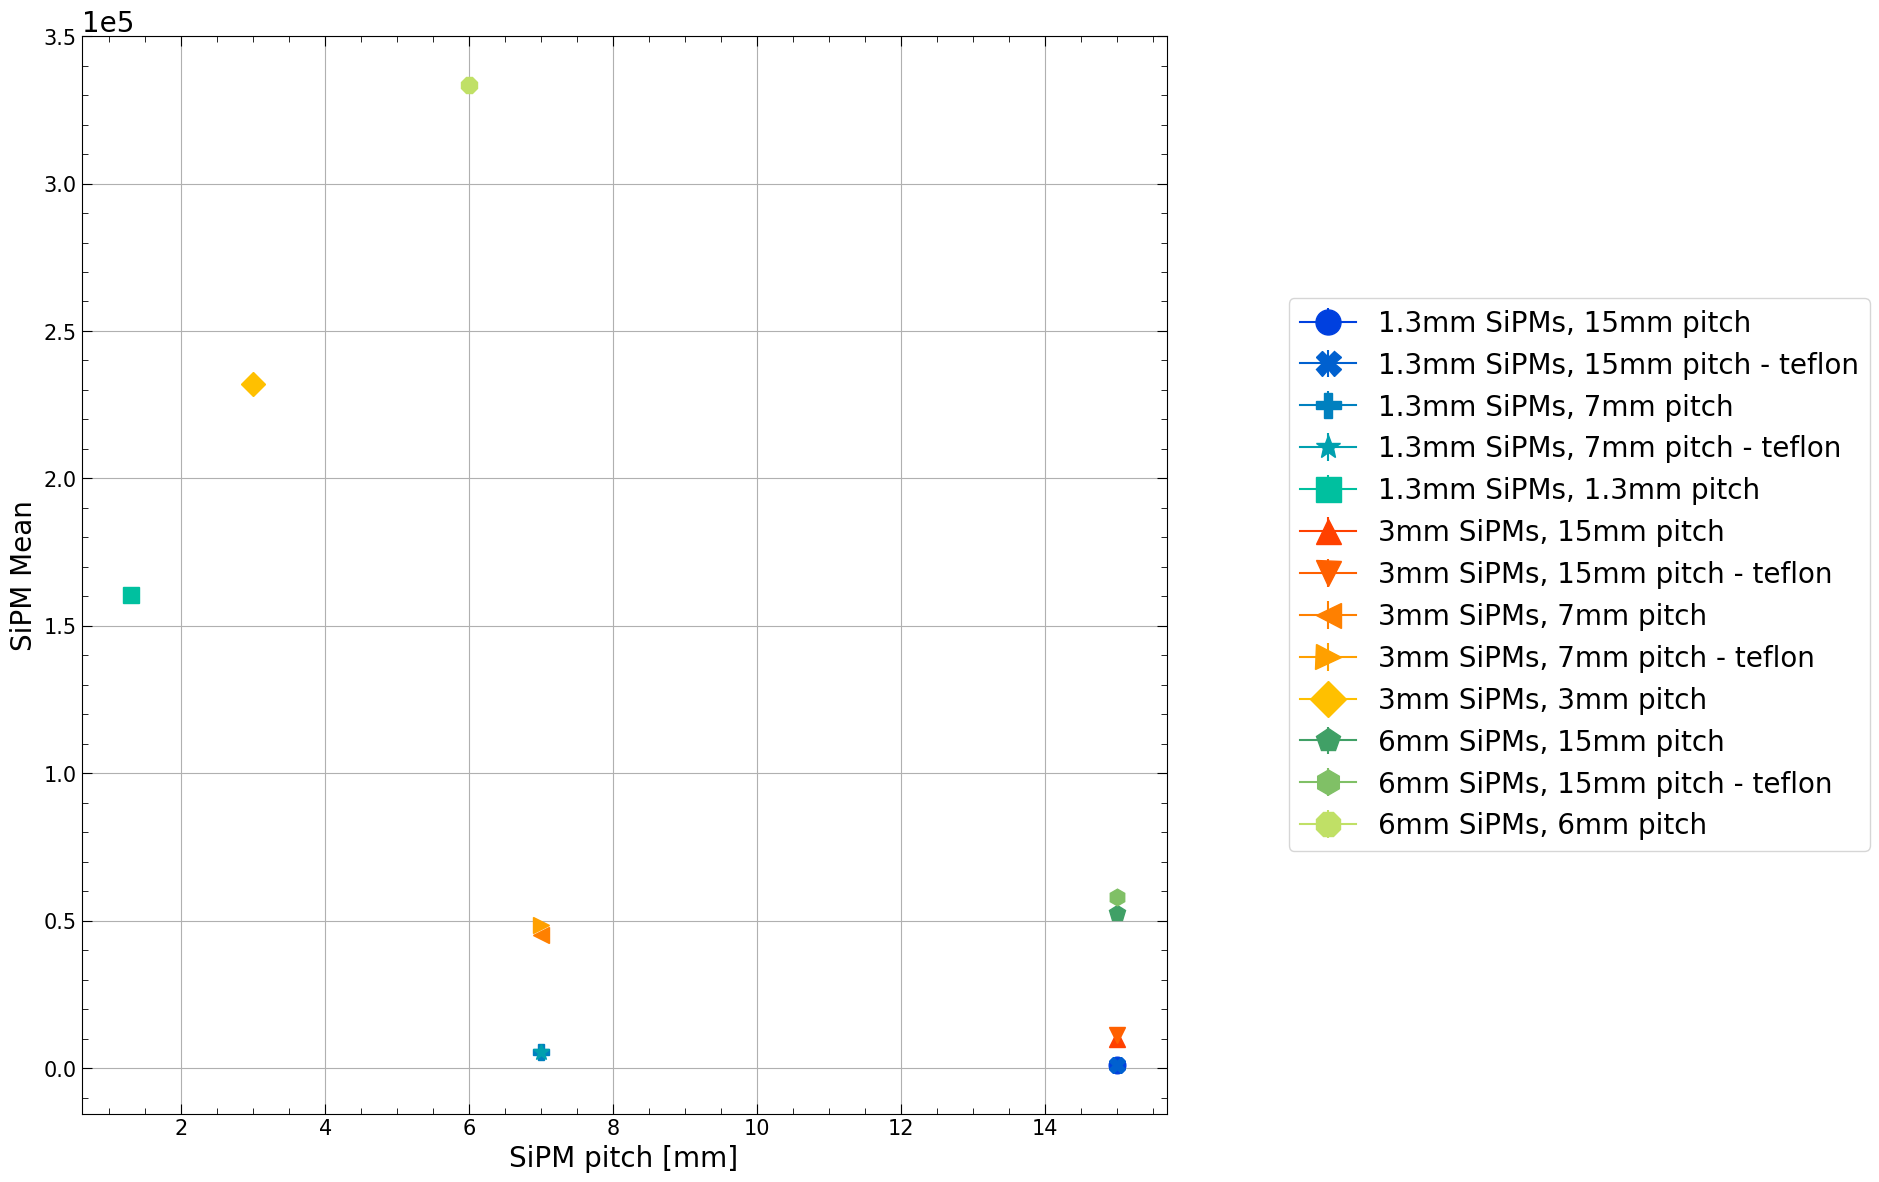 1e5
3.5
3.0
2.5
2.0
1.5
1.0
0.5
0.0
SiPM Mean
2 4 6 8 10 12 14
SiPM pitch [mm]
1.3mm SiPMs, 15mm pitch
1.3mm SiPMs, 15mm pitch - teflon
1.3mm SiPMs, 7mm pitch
1.3mm SiPMs, 7mm pitch - teflon
1.3mm SiPMs, 1.3mm pitch
3mm SiPMs, 15mm pitch
3mm SiPMs, 15mm pitch - teflon
3mm SiPMs, 7mm pitch
3mm SiPMs, 7mm pitch - teflon
3mm SiPMs, 3mm pitch
6mm SiPMs, 15mm pitch
6mm SiPMs, 15mm pitch - teflon
6mm SiPMs, 6mm pitch